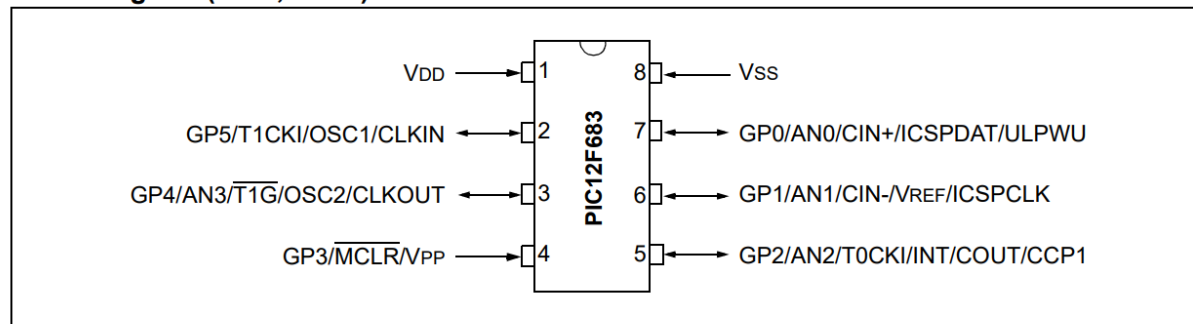 VDD 1 8 VSS
GP5/T1CKI/OSC1/CLKIN 2 7 GP0/AN0/CIN+/ICSPDAT/ULPWU
GP4/AN3/T1G/OSC2/CLKOUT 3 6 GP1/AN1/CIN-/VREF/ICSPCLK
GP3/MCLR/VPP 4 5 GP2/AN2/T0CKI/INT/COUT/CCP1
PIC12F683